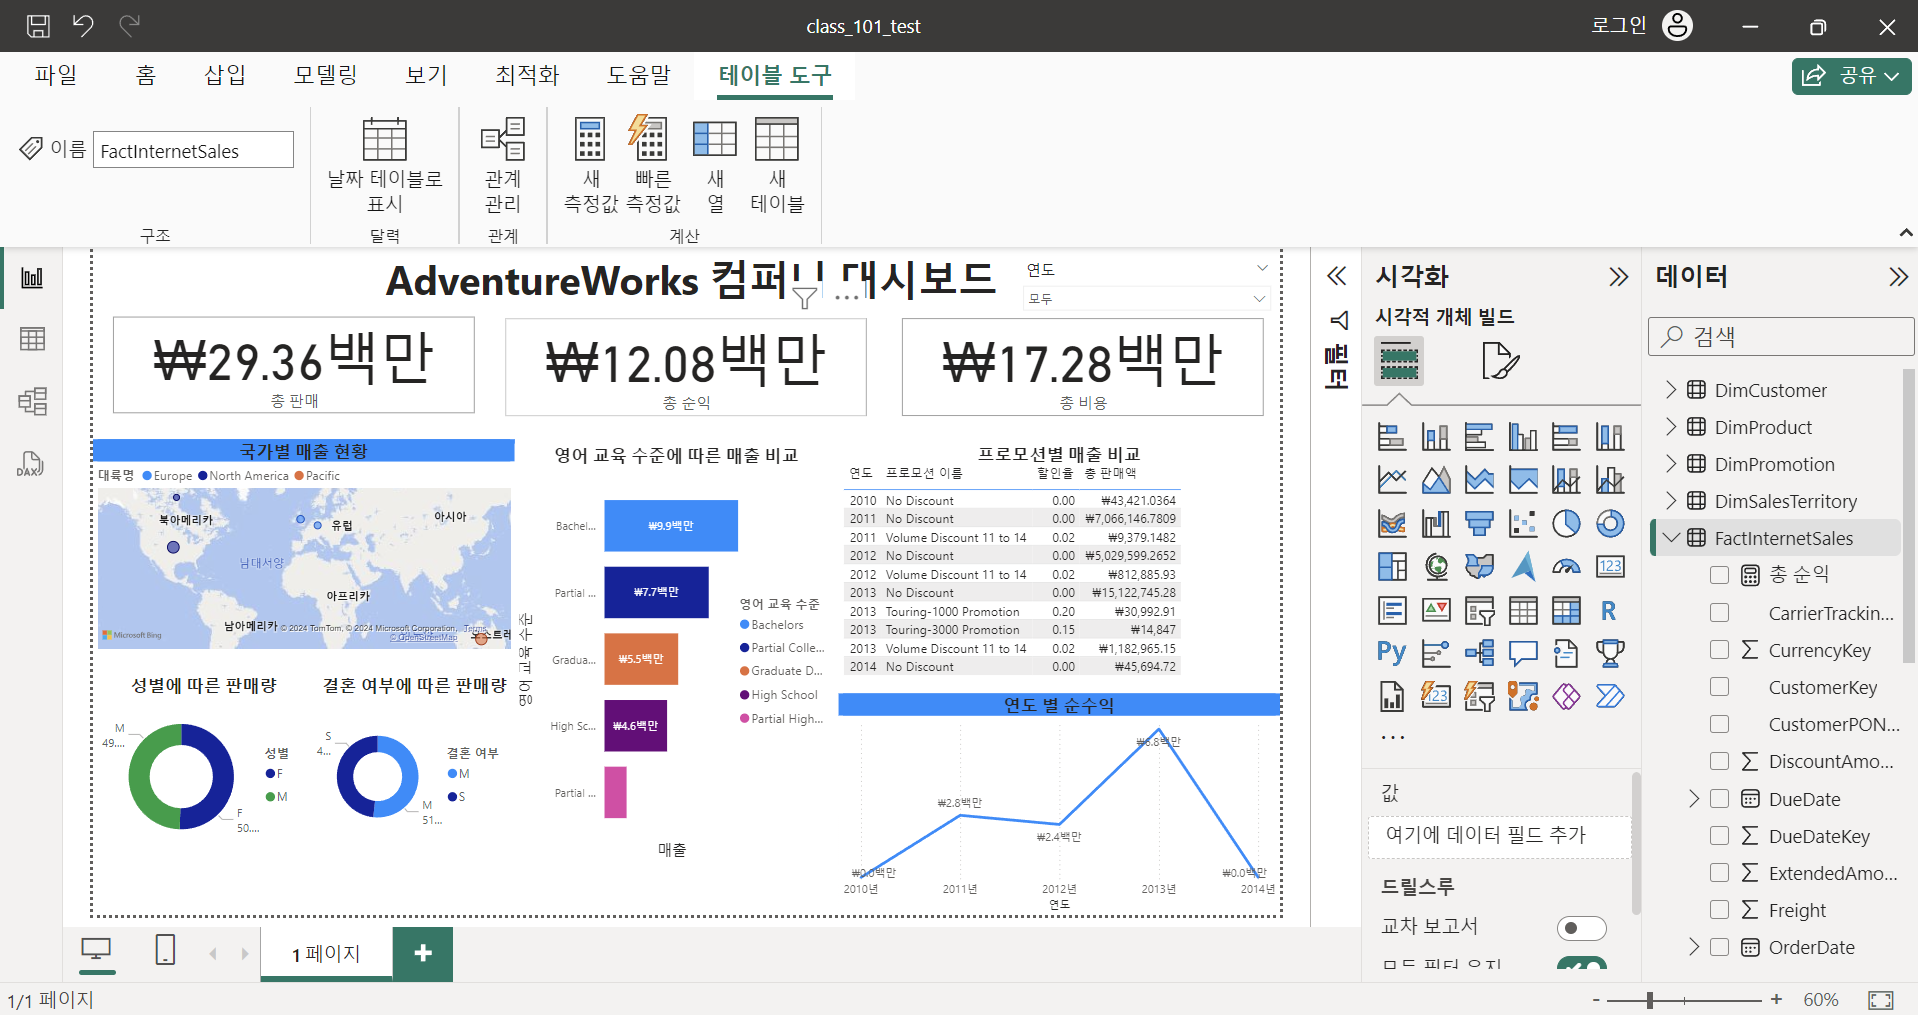 class_101_test
로그인
파일 홈 삽입 모델링 보기 최적화 도움말 테이블 도구
공유
이름 FactInternetSales
날짜 테이블로 표시
관계 관리
새 측정값
빠른 측정값
새 열
새 테이블
구조 달력 관계 계산
AdventureWorks 컴퍼니 대시보드
연도
모두
₩29.36백만
총 판매
₩12.08백만
총 순익
₩17.28백만
총 비용
국가별 매출 현황
대륙명 Europe North America Pacific
북아메리카
유럽
아시아
남대서양
아프리카
남아메리카
Microsoft Bing
© 2024 TomTom, © 2024 Microsoft Corporation, Terms
© OpenStreetMap
영어 교육 수준에 따른 매출 비교
영어 교육 수준
Bachel... ₩9.9백만
Partial ... ₩7.7백만
Gradua... ₩5.5백만
High Sc... ₩4.6백만
Partial ...
매출
영어 교육 수준
Bachelors
Partial Colle...
Graduate D...
High School
Partial High...
프로모션별 매출 비교
연도 프로모션 이름 할인율 총 판매액
2010 No Discount 0.00 ₩43,421.0364
2011 No Discount 0.00 ₩7,066,146.7809
2011 Volume Discount 11 to 14 0.02 ₩9,379.1482
2012 No Discount 0.00 ₩5,029,599.2652
2012 Volume Discount 11 to 14 0.02 ₩812,885.93
2013 No Discount 0.00 ₩15,122,745.28
2013 Touring-1000 Promotion 0.20 ₩30,992.91
2013 Touring-3000 Promotion 0.15 ₩14,847
2013 Volume Discount 11 to 14 0.02 ₩1,182,965.15
2014 No Discount 0.00 ₩45,694.72
성별에 따른 판매량
M
49....
F
50....
성별
F
M
결혼 여부에 따른 판매량
S
4...
M
51...
결혼 여부
M
S
연도 별 순수익
₩0.0백만
₩2.8백만
₩2.4백만
₩6.8백만
₩0.0백만
2010년 2011년 2012년 2013년 2014년
연도
필터
시각화
시각적 개체 빌드
값
여기에 데이터 필드 추가
드릴스루
교차 보고서
모든 필터 유지
데이터
검색
DimCustomer
DimProduct
DimPromotion
DimSalesTerritory
FactInternetSales
총 순익
CarrierTrackin...
CurrencyKey
CustomerKey
CustomerPON...
DiscountAmo...
DueDate
DueDateKey
ExtendedAmo...
Freight
OrderDate
1 페이지
1/1 페이지
- + 60%